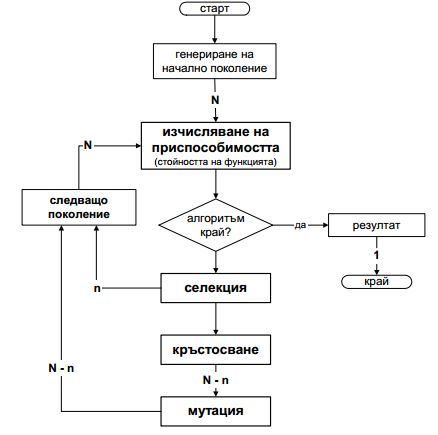 старт
генериране на
начално поколение
N
изчисляване на
приспособимостта
(стойността на функцията)
N
следващо
поколение
алгоритъм
край?
да
резултат
1
край
n
селекция
кръстосване
N - n
N - n
мутация